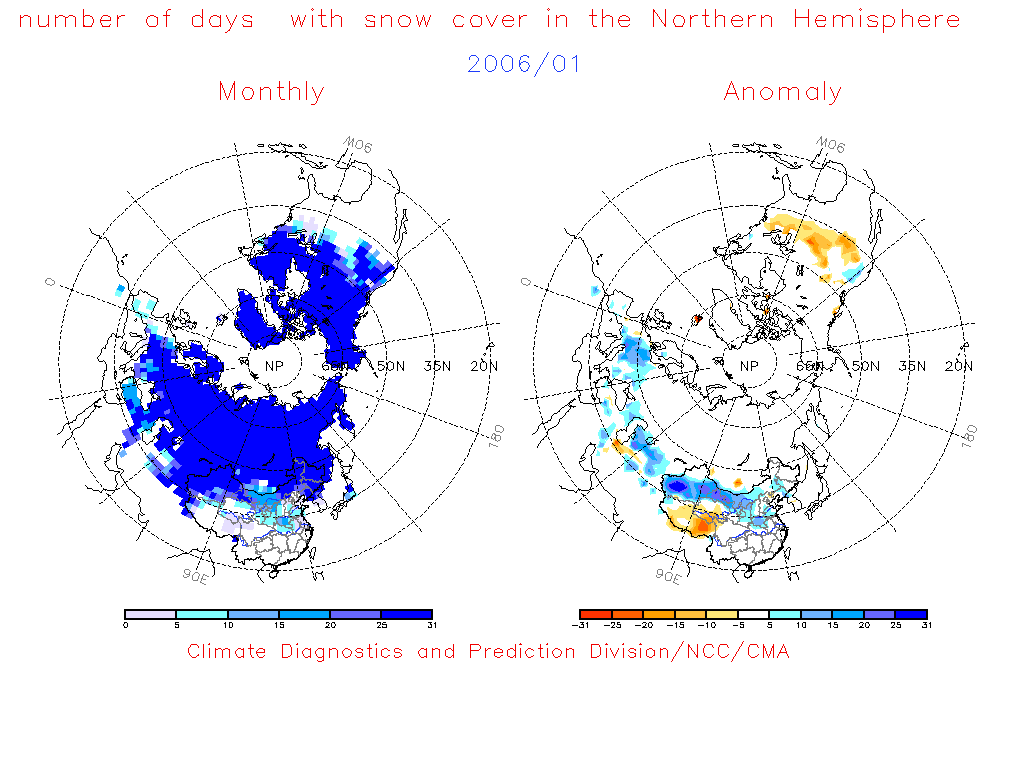 number of days with snow cover in the Northern Hemisphere
2006/01
Monthly Anomaly
90W 90W
0 0
NP 60N 50N 35N 20N NP 60N 50N 35N 20N
180 180
90E 90E
0 5 10 15 20 25 31 -31 -25 -20 -15 -10 -5 5 10 15 20 25 31
Climate Diagnostics and Prediction Division/NCC/CMA